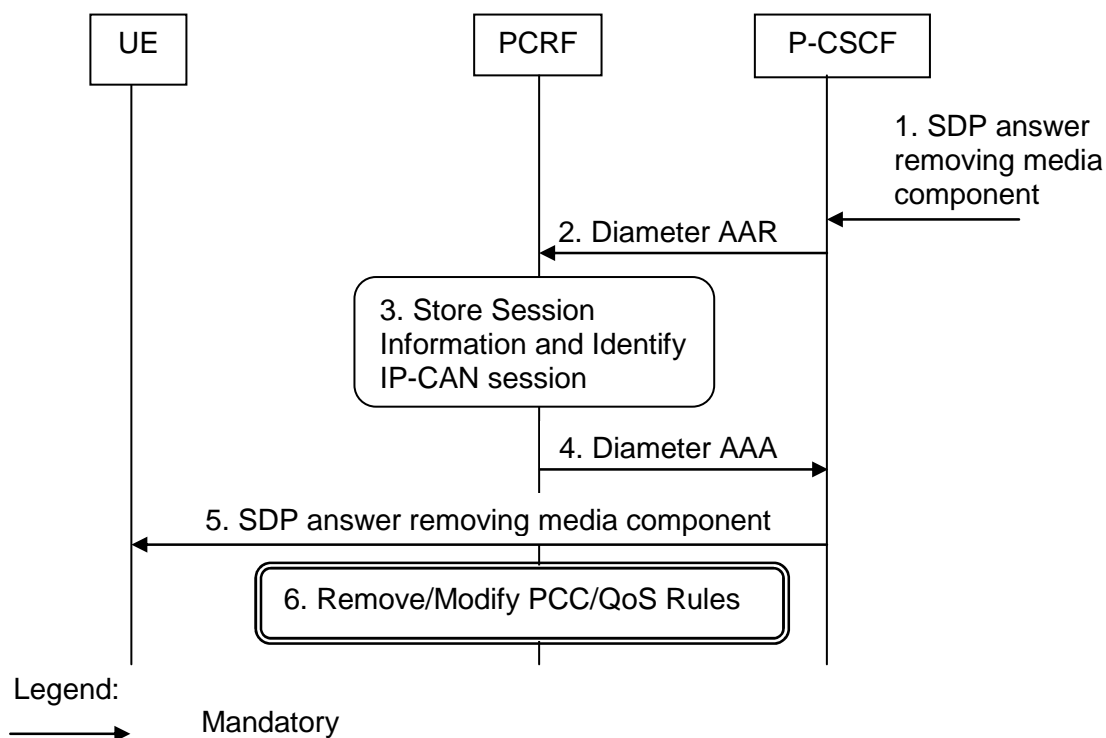 UE
PCRF
P-CSCF
1. SDP answer
removing media
component
2. Diameter AAR
3. Store Session
Information and Identify
IP-CAN session
4. Diameter AAA
5. SDP answer removing media component
6. Remove/Modify PCC/QoS Rules
Legend:
Mandatory